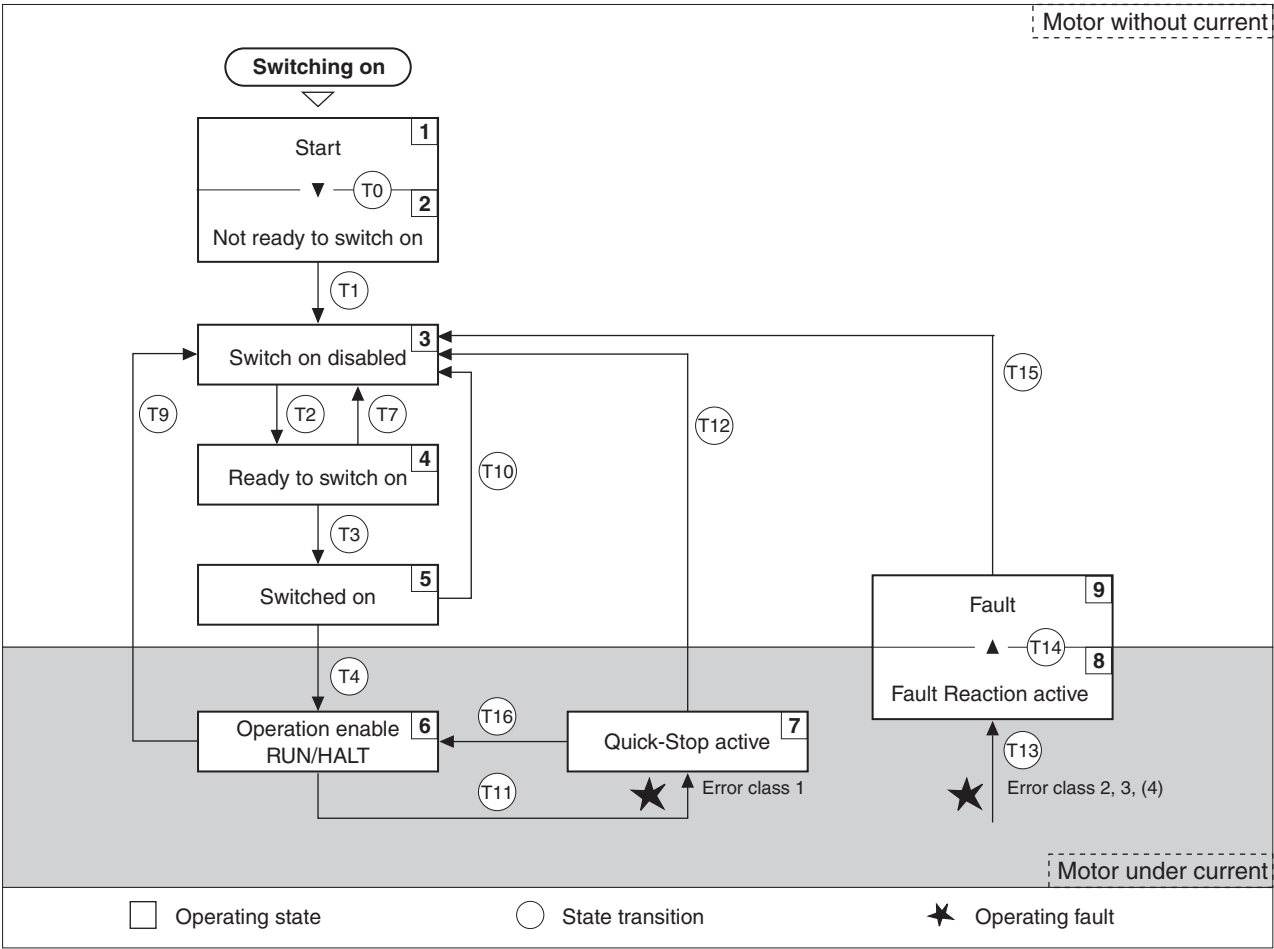 Motor without current
Switching on
1
Start
T0
2
Not ready to switch on
T1
3
Switch on disabled
T15
T9
T2
T7
T12
4
Ready to switch on
T10
T3
5
Switched on
9
Fault
T14
8
Fault Reaction active
T4
6
Operation enable
RUN/HALT
T16
7
Quick-Stop active
T13
T11
Error class 1
Error class 2, 3, (4)
Motor under current
Operating state
State transition
Operating fault